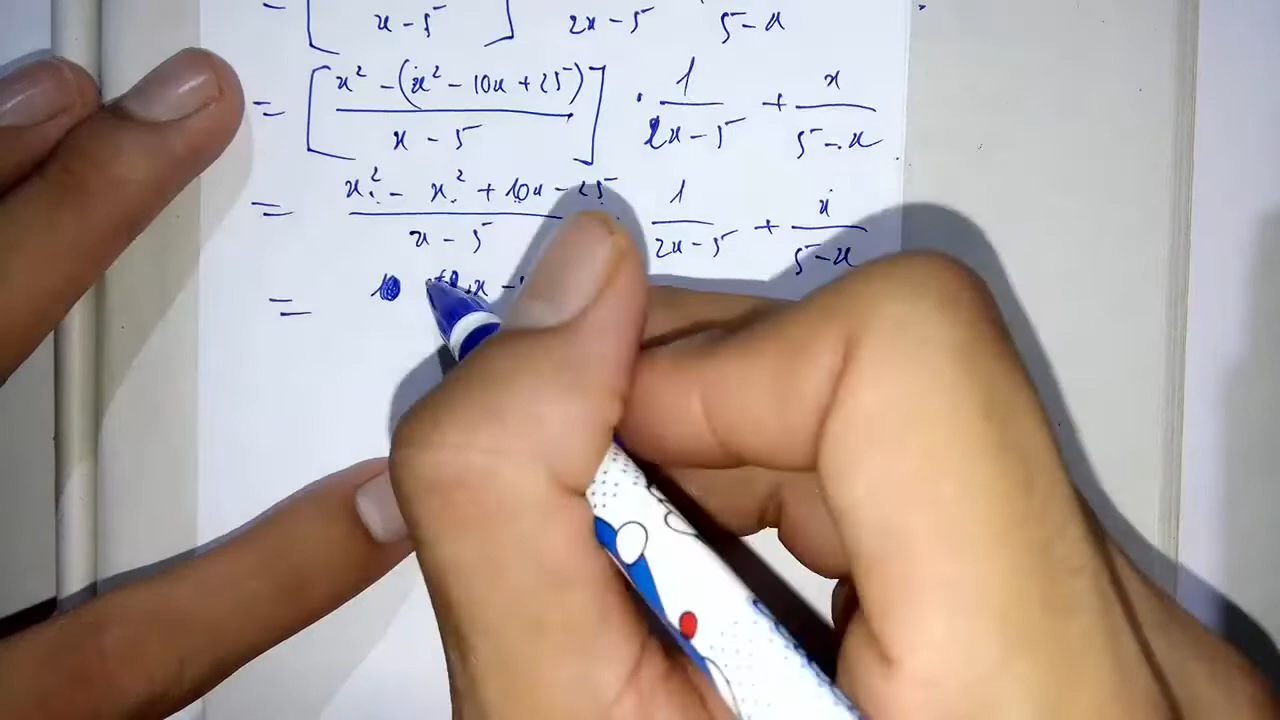 = [ / x - 5 ] 2x - 5 5 - x
= [ x² - (x² - 10x + 25) / x - 5 ] · 1 / 2x - 5 + x / 5 - x
= x² - x² + 10x - 25 / x - 5 1 / 2x - 5 + x / 5 - x
= x -